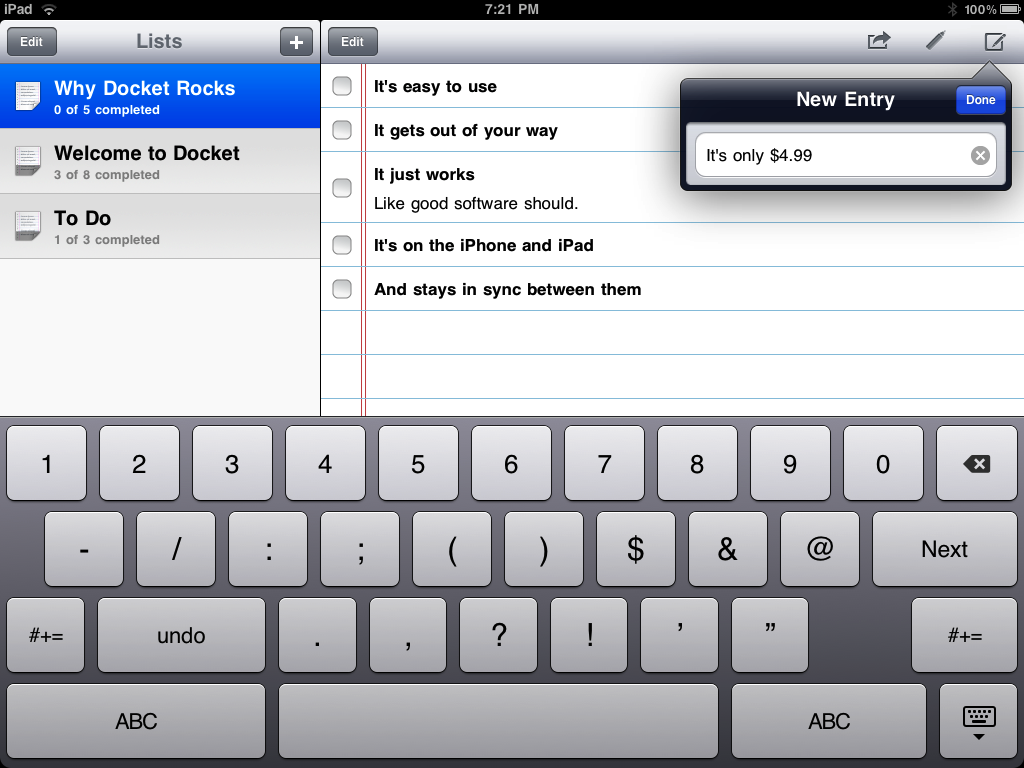 iPad 7:21 PM 100%
Edit Lists + Edit
Why Docket Rocks
0 of 5 completed
Welcome to Docket
3 of 8 completed
To Do
1 of 3 completed
It's easy to use
It gets out of your way
It just works
Like good software should.
It's on the iPhone and iPad
And stays in sync between them
New Entry Done
It's only $4.99
1 2 3 4 5 6 7 8 9 0
- / : ; ( ) $ & @ Next
#+= undo . , ? ! ’ ” #+=
ABC ABC